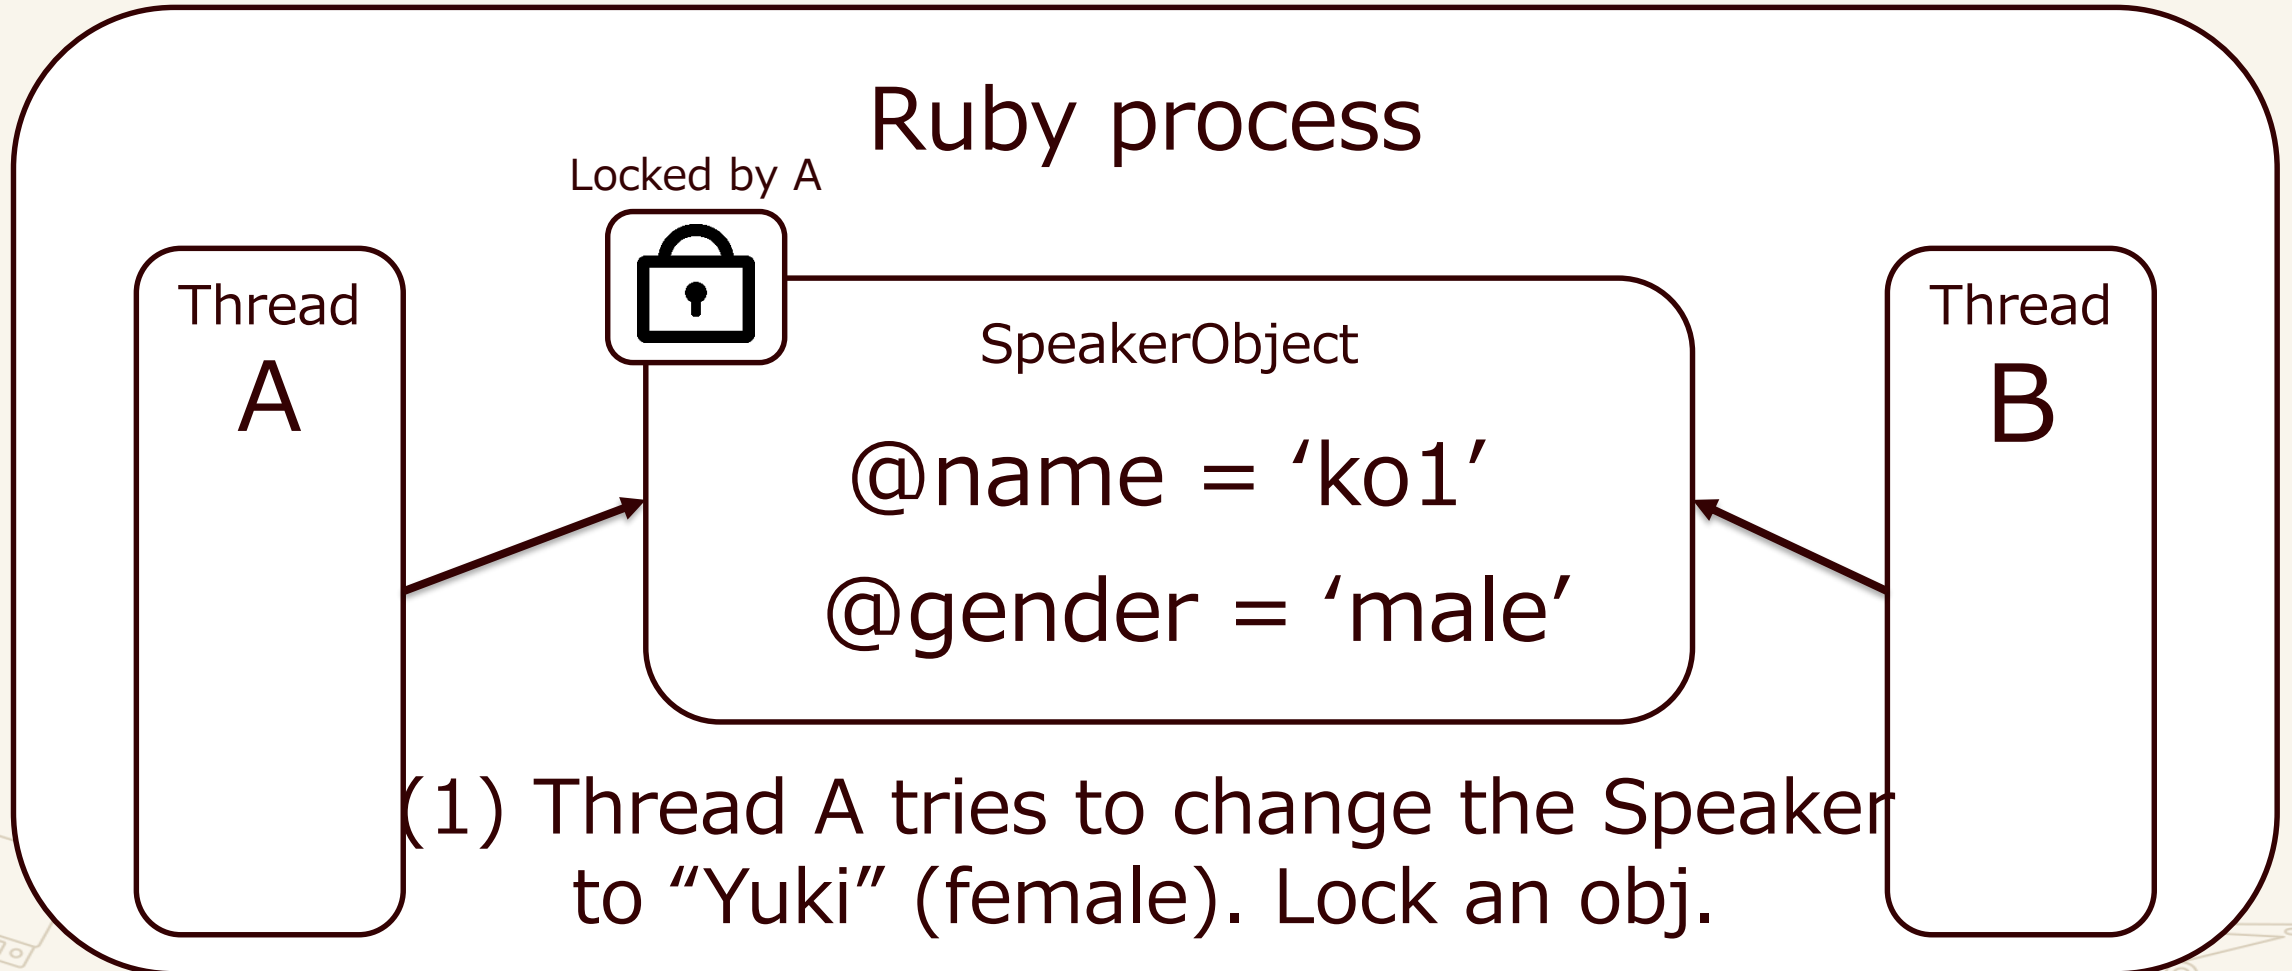 Ruby process
Locked by A
Thread
A
SpeakerObject
@name = ‘ko1’
@gender = ‘male’
Thread
B
(1) Thread A tries to change the Speaker
to “Yuki” (female). Lock an obj.